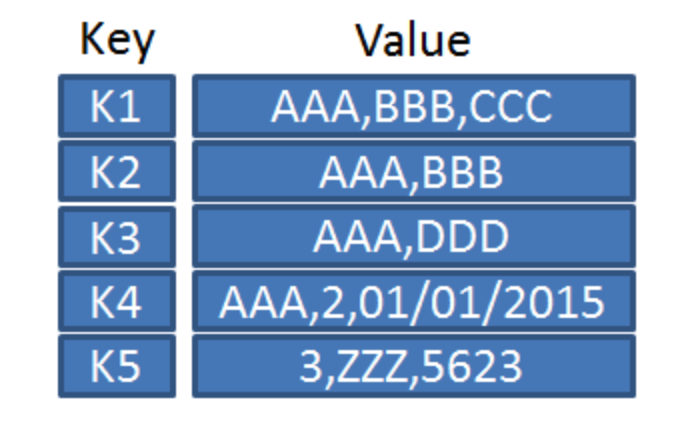 Key Value
K1 AAA,BBB,CCC
K2 AAA,BBB
K3 AAA,DDD
K4 AAA,2,01/01/2015
K5 3,ZZZ,5623